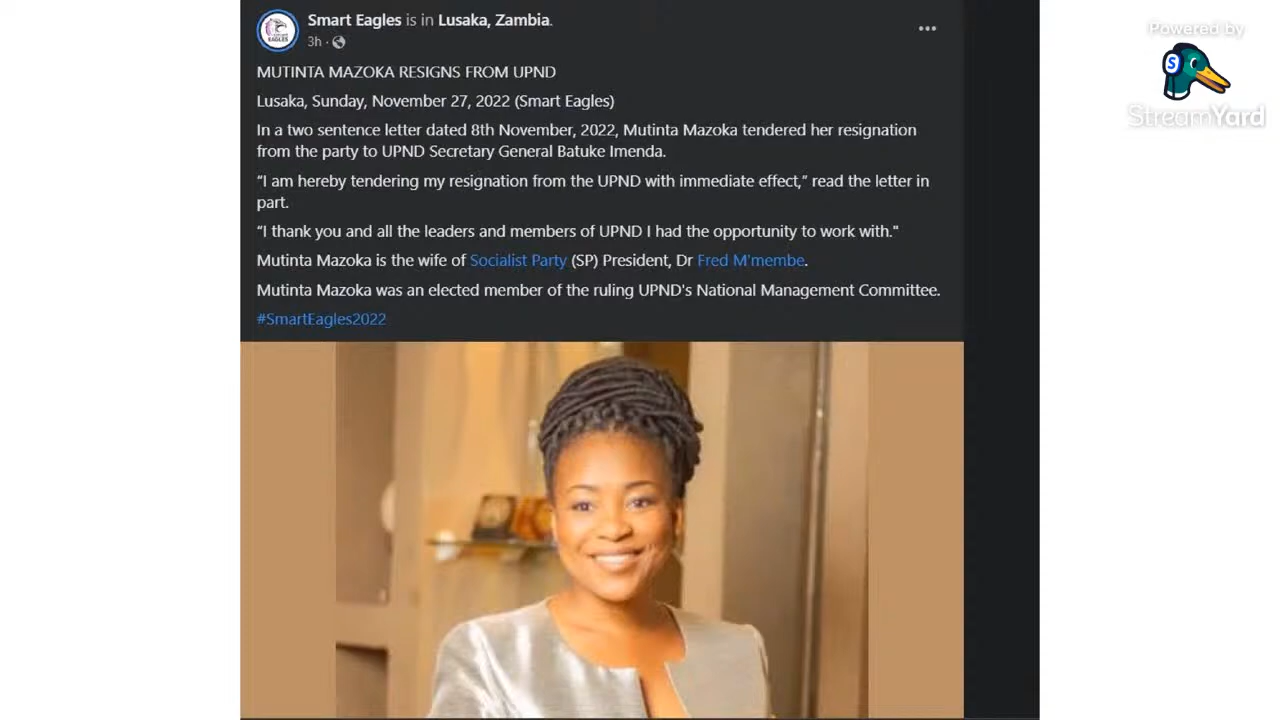 Smart Eagles is in Lusaka, Zambia.
3h ·
MUTINTA MAZOKA RESIGNS FROM UPND
Lusaka, Sunday, November 27, 2022 (Smart Eagles)
In a two sentence letter dated 8th November, 2022, Mutinta Mazoka tendered her resignation
from the party to UPND Secretary General Batuke Imenda.
“I am hereby tendering my resignation from the UPND with immediate effect,” read the letter in
part.
“I thank you and all the leaders and members of UPND I had the opportunity to work with."
Mutinta Mazoka is the wife of Socialist Party (SP) President, Dr Fred M'membe.
Mutinta Mazoka was an elected member of the ruling UPND's National Management Committee.
#SmartEagles2022
Powered by
S
StreamYard